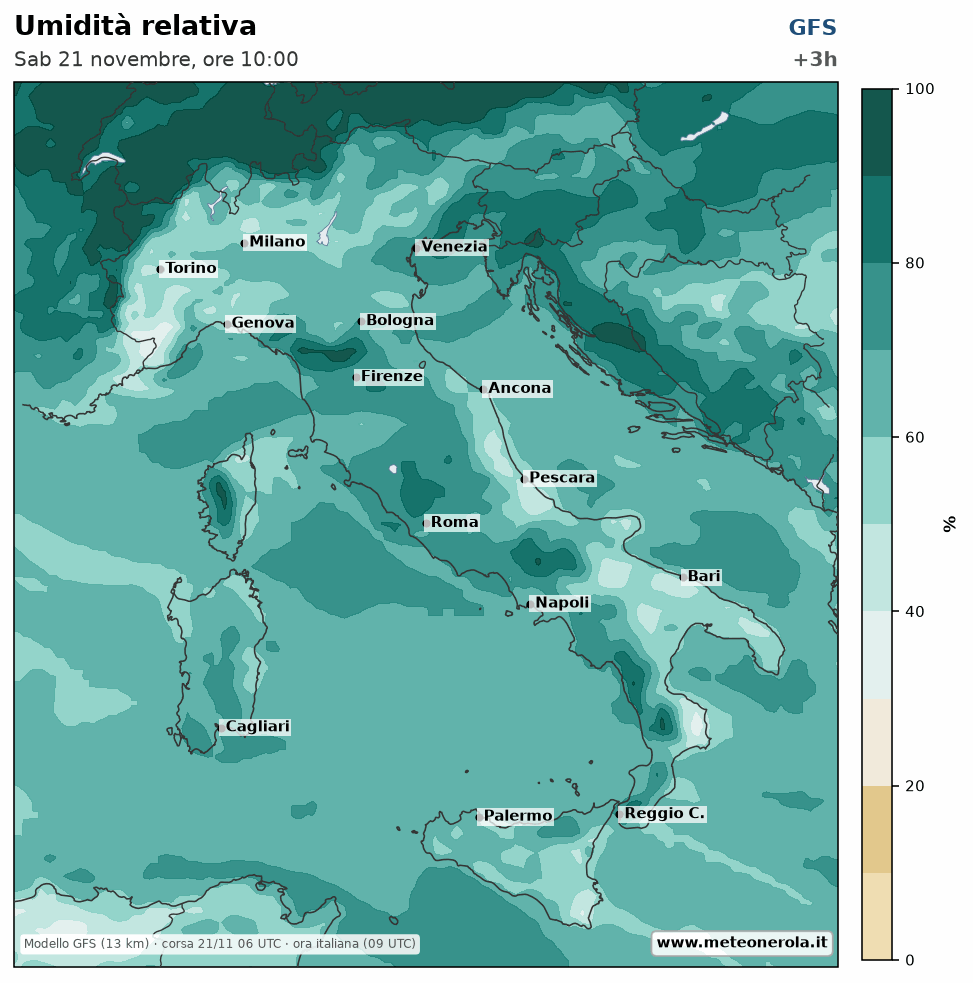 Umidità relativa
GFS
Sab 21 novembre, ore 10:00
+3h
100
80
60
40
20
0
%
Milano
Venezia
Torino
Genova
Bologna
Firenze
Ancona
Pescara
Roma
Bari
Napoli
Cagliari
Palermo
Reggio C.
Modello GFS (13 km) · corsa 21/11 06 UTC · ora italiana (09 UTC)
www.meteonerola.it